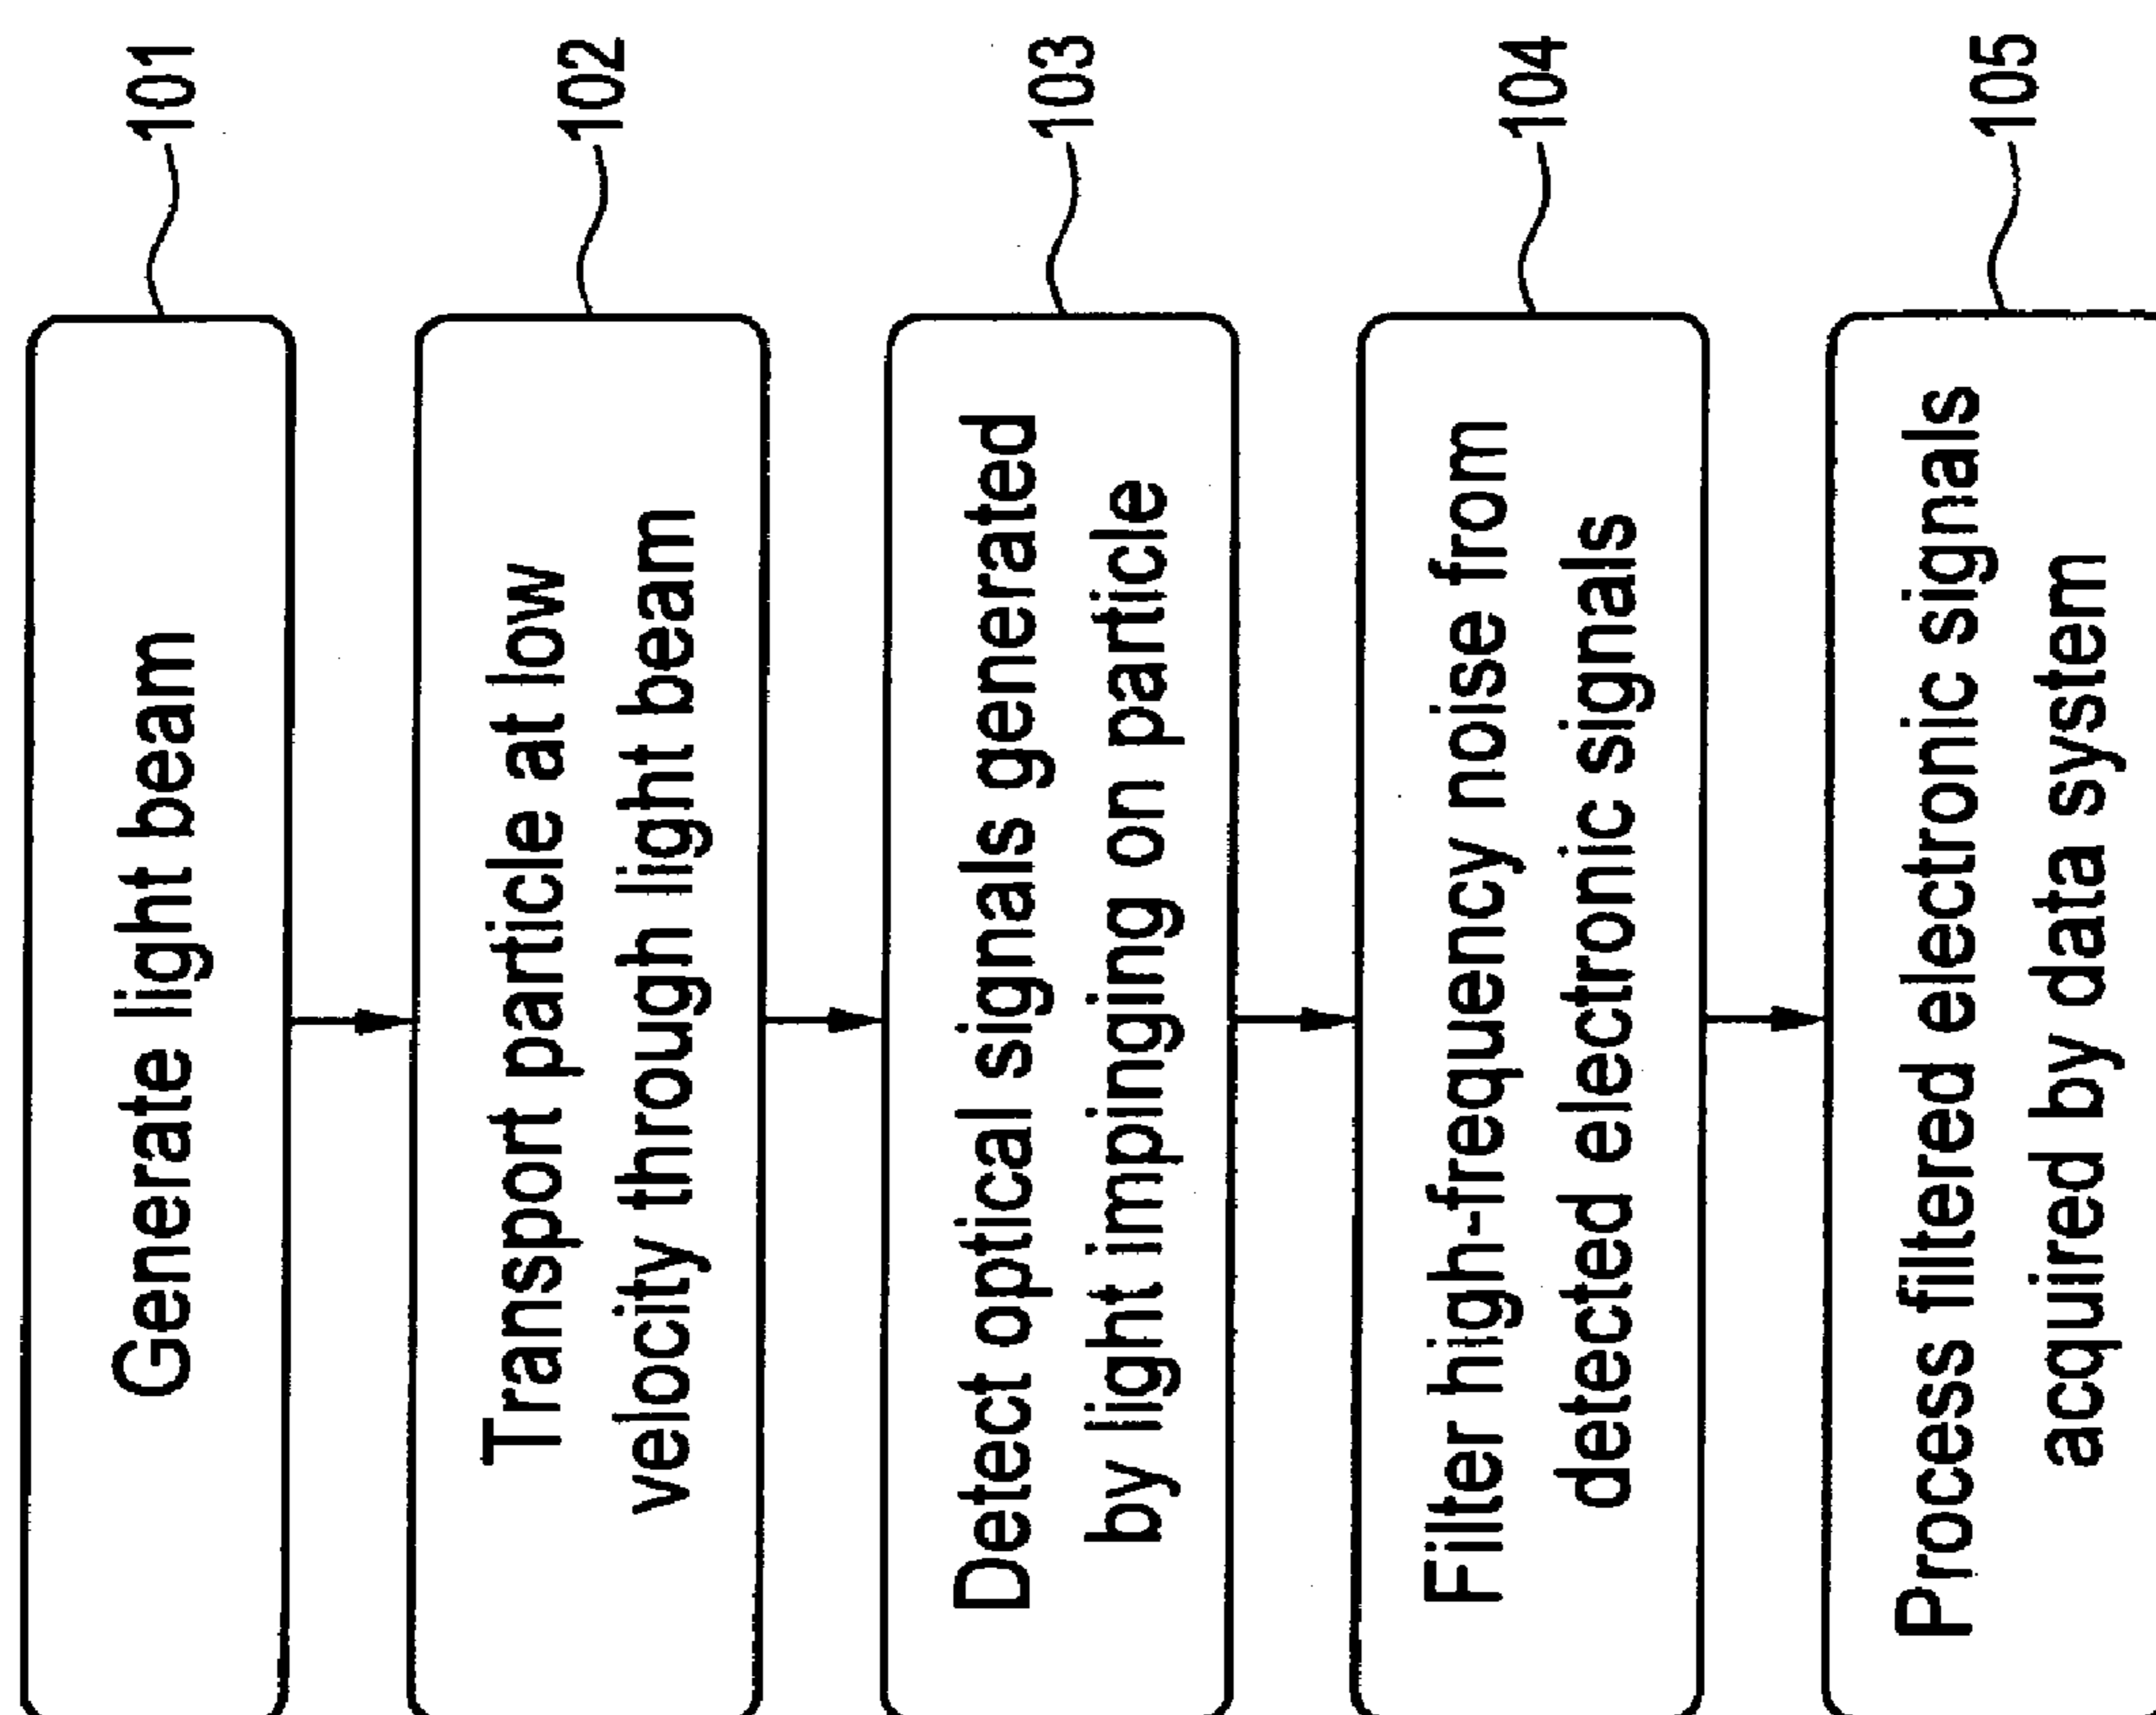 Generate light beam
101
Transport particle at low
velocity through light beam
102
Detect optical signals generated
by light impinging on particle
103
Filter high-frequency noise from
detected electronic signals
104
Process filtered electronic signals
acquired by data system
105